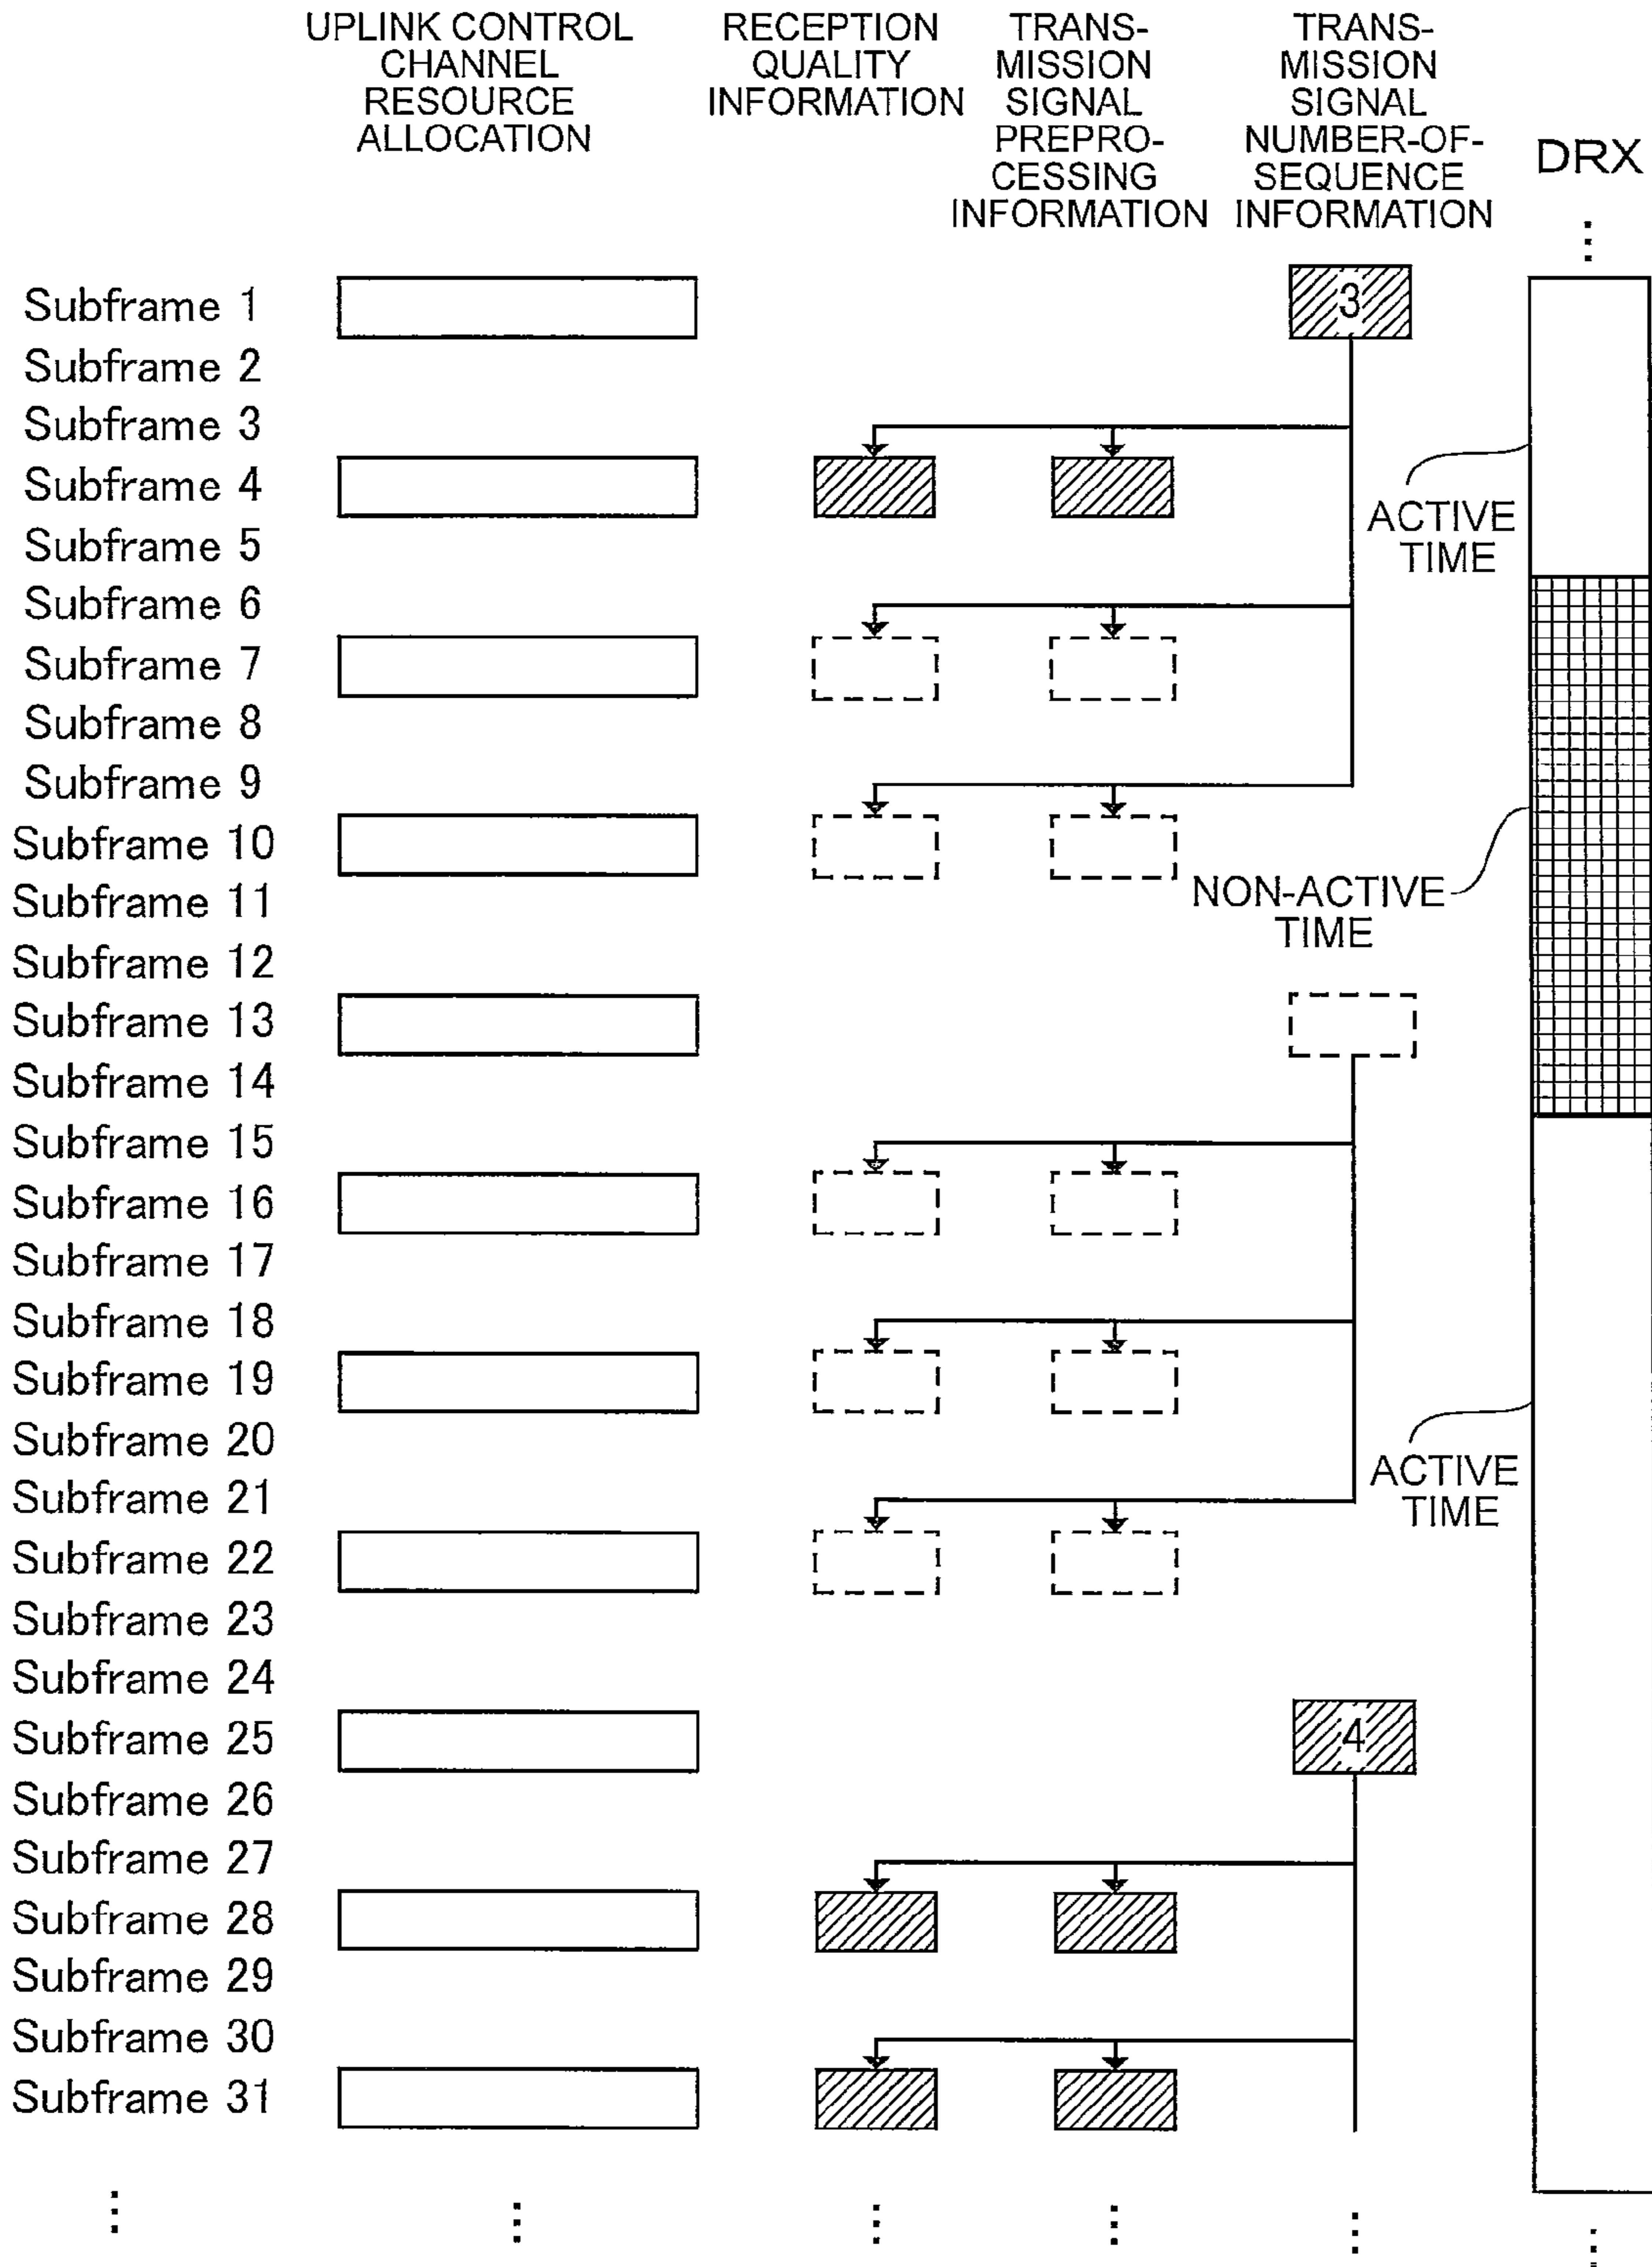 UPLINK CONTROL
CHANNEL
RESOURCE
ALLOCATION
RECEPTION
QUALITY
INFORMATION
TRANS-
MISSION
SIGNAL
PREPRO-
CESSING
INFORMATION
TRANS-
MISSION
SIGNAL
NUMBER-OF-
SEQUENCE
INFORMATION
DRX
Subframe 1
3
Subframe 2
Subframe 3
Subframe 4
ACTIVE
TIME
Subframe 5
Subframe 6
Subframe 7
Subframe 8
Subframe 9
Subframe 10
Subframe 11
NON-ACTIVE
TIME
Subframe 12
Subframe 13
Subframe 14
Subframe 15
Subframe 16
Subframe 17
Subframe 18
Subframe 19
Subframe 20
ACTIVE
TIME
Subframe 21
Subframe 22
Subframe 23
Subframe 24
Subframe 25
4
Subframe 26
Subframe 27
Subframe 28
Subframe 29
Subframe 30
Subframe 31